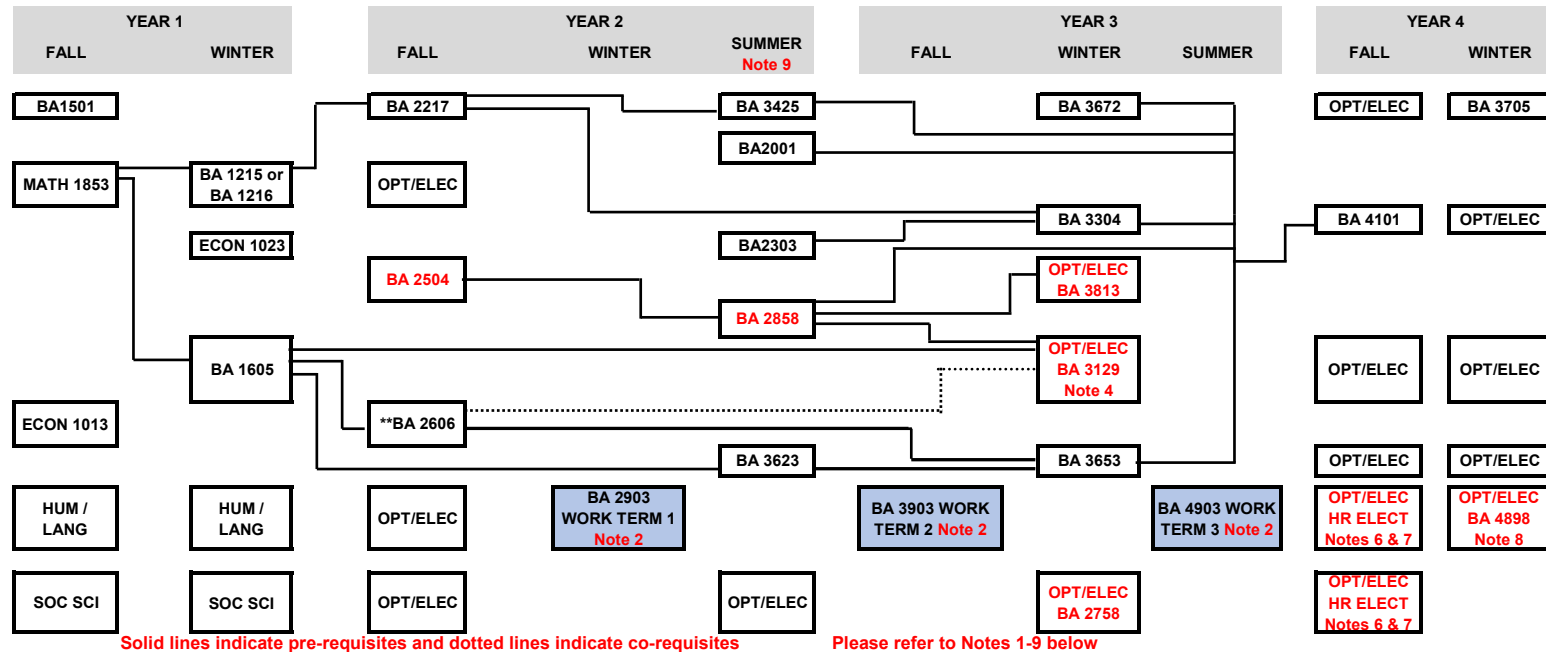 YEAR 1
YEAR 2
YEAR 3
YEAR 4
FALL
WINTER
FALL
WINTER
SUMMER
Note 9
FALL
WINTER
SUMMER
FALL
WINTER
BA1501
BA 2217
BA 3425
BA 3672
OPT/ELEC
BA 3705
BA2001
MATH 1853
BA 1215 or
BA 1216
OPT/ELEC
ECON 1023
BA2303
BA 3304
BA 4101
OPT/ELEC
BA 2504
OPT/ELEC
BA 3813
BA 2858
BA 1605
OPT/ELEC
BA 3129
Note 4
OPT/ELEC
OPT/ELEC
ECON 1013
**BA 2606
BA 3623
BA 3653
OPT/ELEC
OPT/ELEC
HUM /
LANG
HUM /
LANG
OPT/ELEC
BA 2903
WORK TERM 1
Note 2
BA 3903 WORK
TERM 2 Note 2
BA 4903 WORK
TERM 3 Note 2
OPT/ELEC
HR ELECT
Notes 6 & 7
OPT/ELEC
BA 4898
Note 8
SOC SCI
SOC SCI
OPT/ELEC
OPT/ELEC
OPT/ELEC
BA 2758
OPT/ELEC
HR ELECT
Notes 6 & 7
Solid lines indicate pre-requisites and dotted lines indicate co-requisites
Please refer to Notes 1-9 below